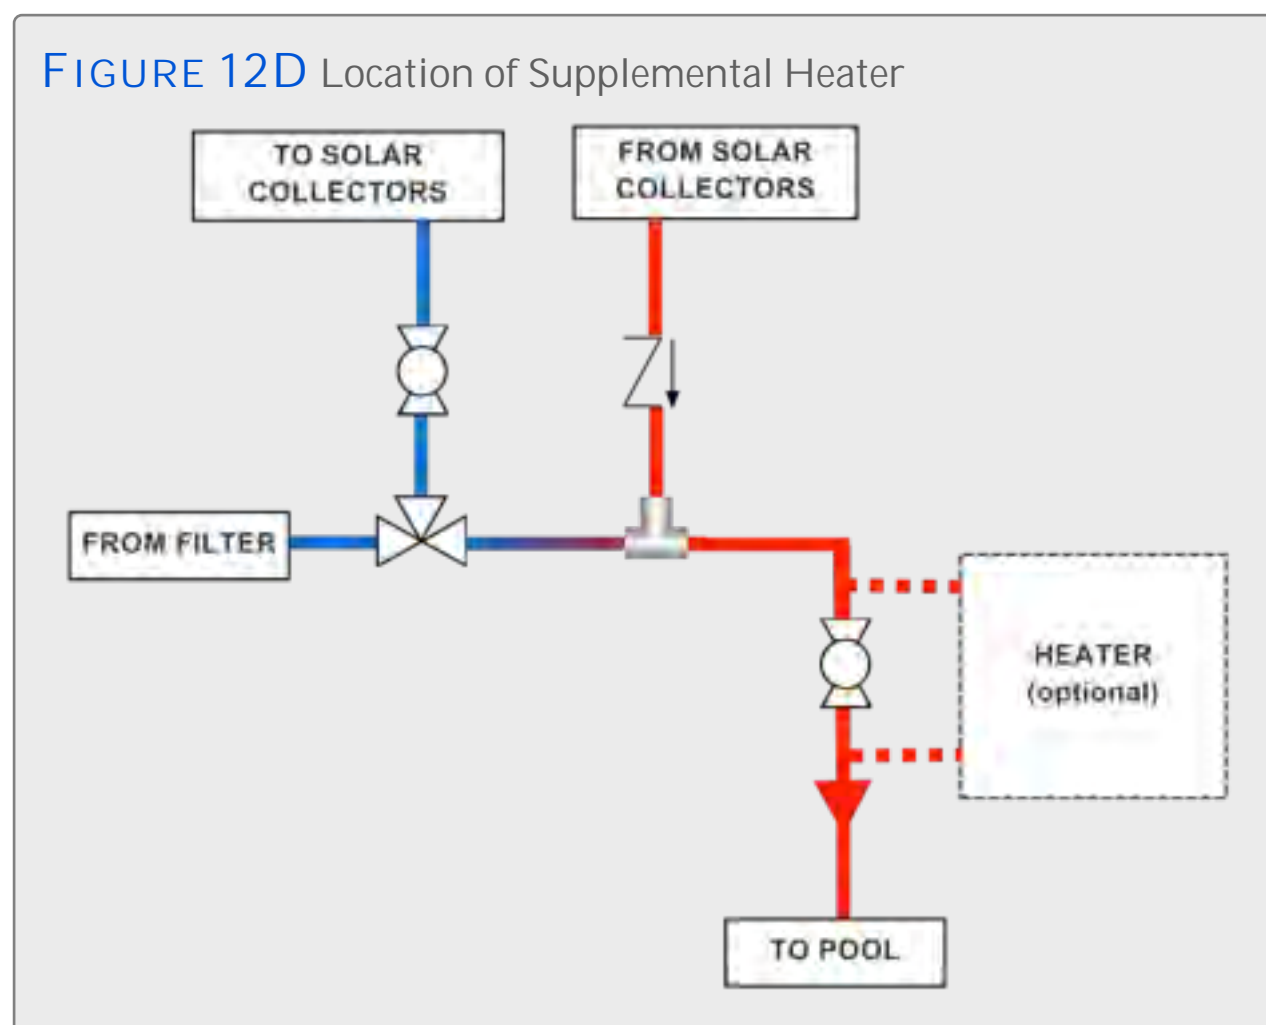 FIGURE 12D Location of Supplemental Heater
TO SOLAR
COLLECTORS
FROM SOLAR
COLLECTORS
FROM FILTER
HEATER
(optional)
TO POOL